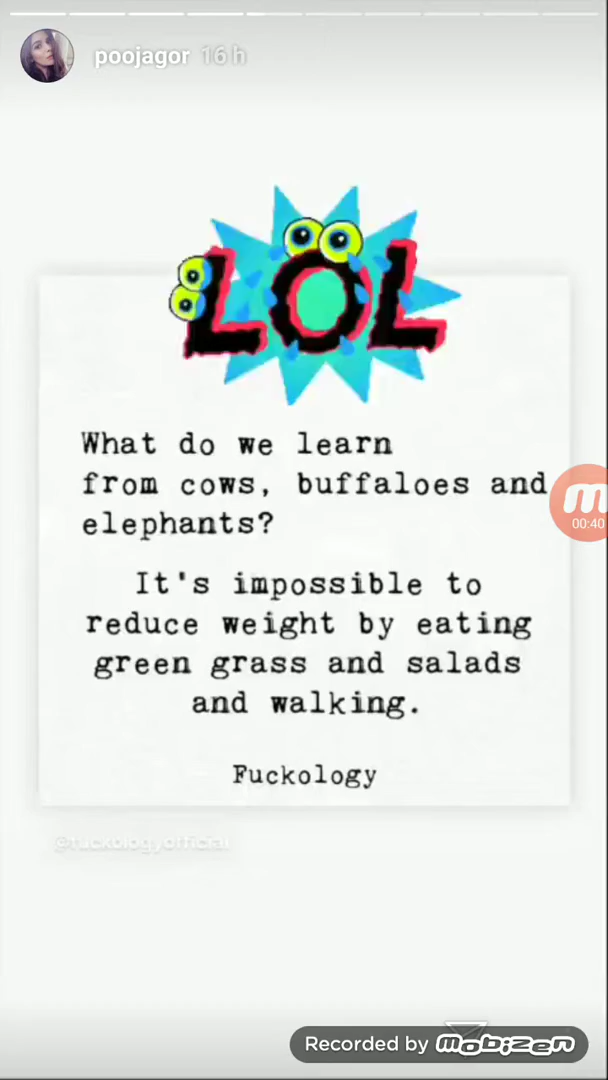 poojagor 16 h
LOL
What do we learn
from cows, buffaloes and
elephants?
It's impossible to
reduce weight by eating
green grass and salads
and walking.
Fuckology
@fuckologyofficial
00:40
Recorded by mobizen